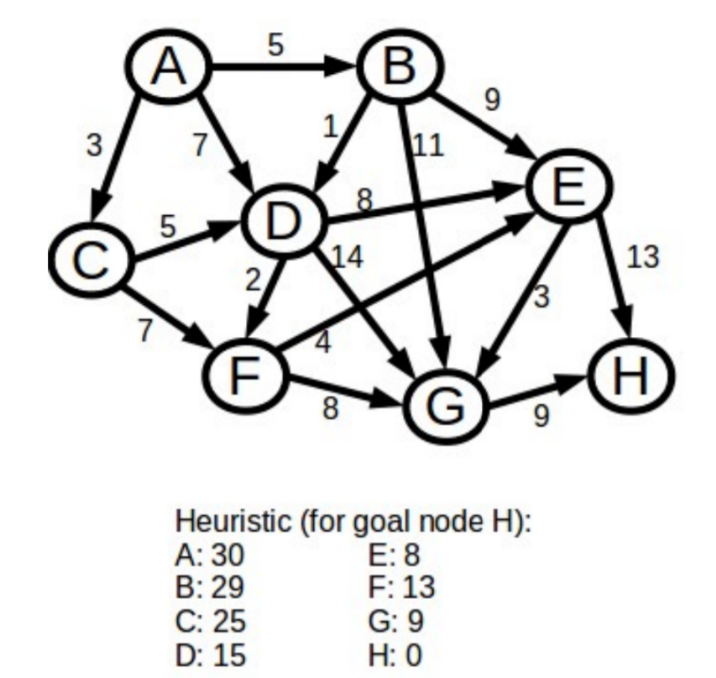 5
A
B
9
3
7
1
11
E
8
D
5
C
14
13
2
3
7
4
F
H
G
8
9
Heuristic (for goal node H):
A: 30 E: 8
B: 29 F: 13
C: 25 G: 9
D: 15 H: 0